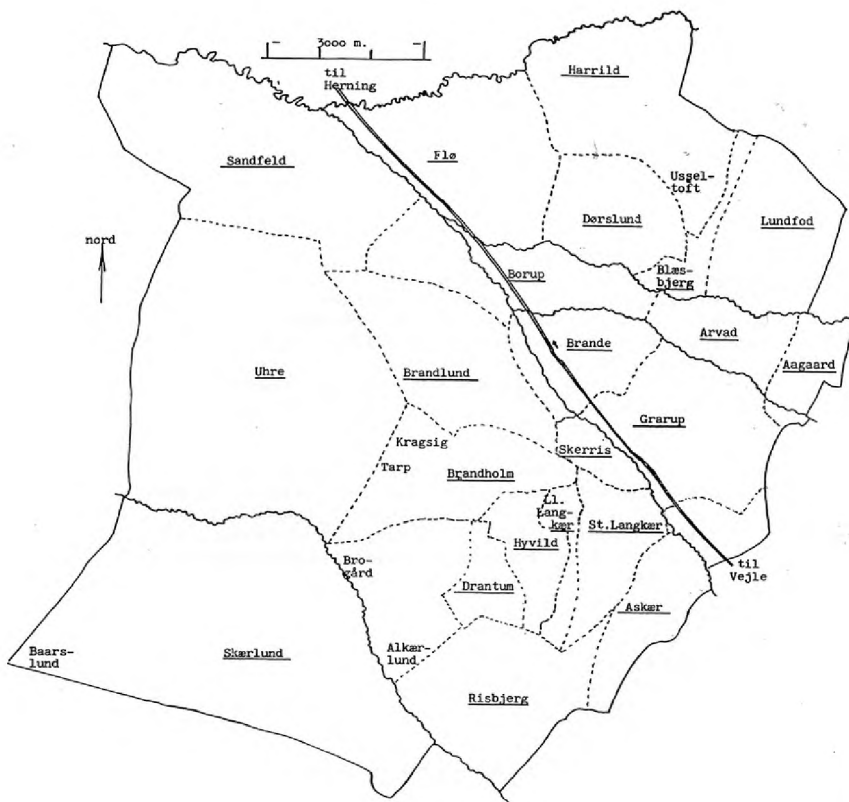 3000 m.
til
Herning
Harrild
Sandfeld
Flø
Ussel-
toft
Dørslund
Lundfod
nord
Borup
Blæs-
bjerg
Arvad
Brande
Aagaard
Uhre
Brandlund
Grarup
Kragsig
Skerris
Tarp
Brandholm
Ll.
Lang-
kær
St.Langkær
Hyvild
Bro-
gård
til
Vejle
Drantum
Askær
Baars-
lund
Skærlund
Alkær-
lund
Risbjerg